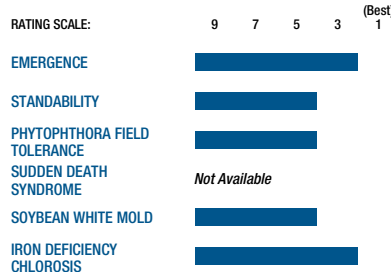 (Best)
RATING SCALE: 9 7 5 3 1
EMERGENCE
STANDABILITY
PHYTOPHTHORA FIELD
TOLERANCE
SUDDEN DEATH
SYNDROME
Not Available
SOYBEAN WHITE MOLD
IRON DEFICIENCY
CHLOROSIS